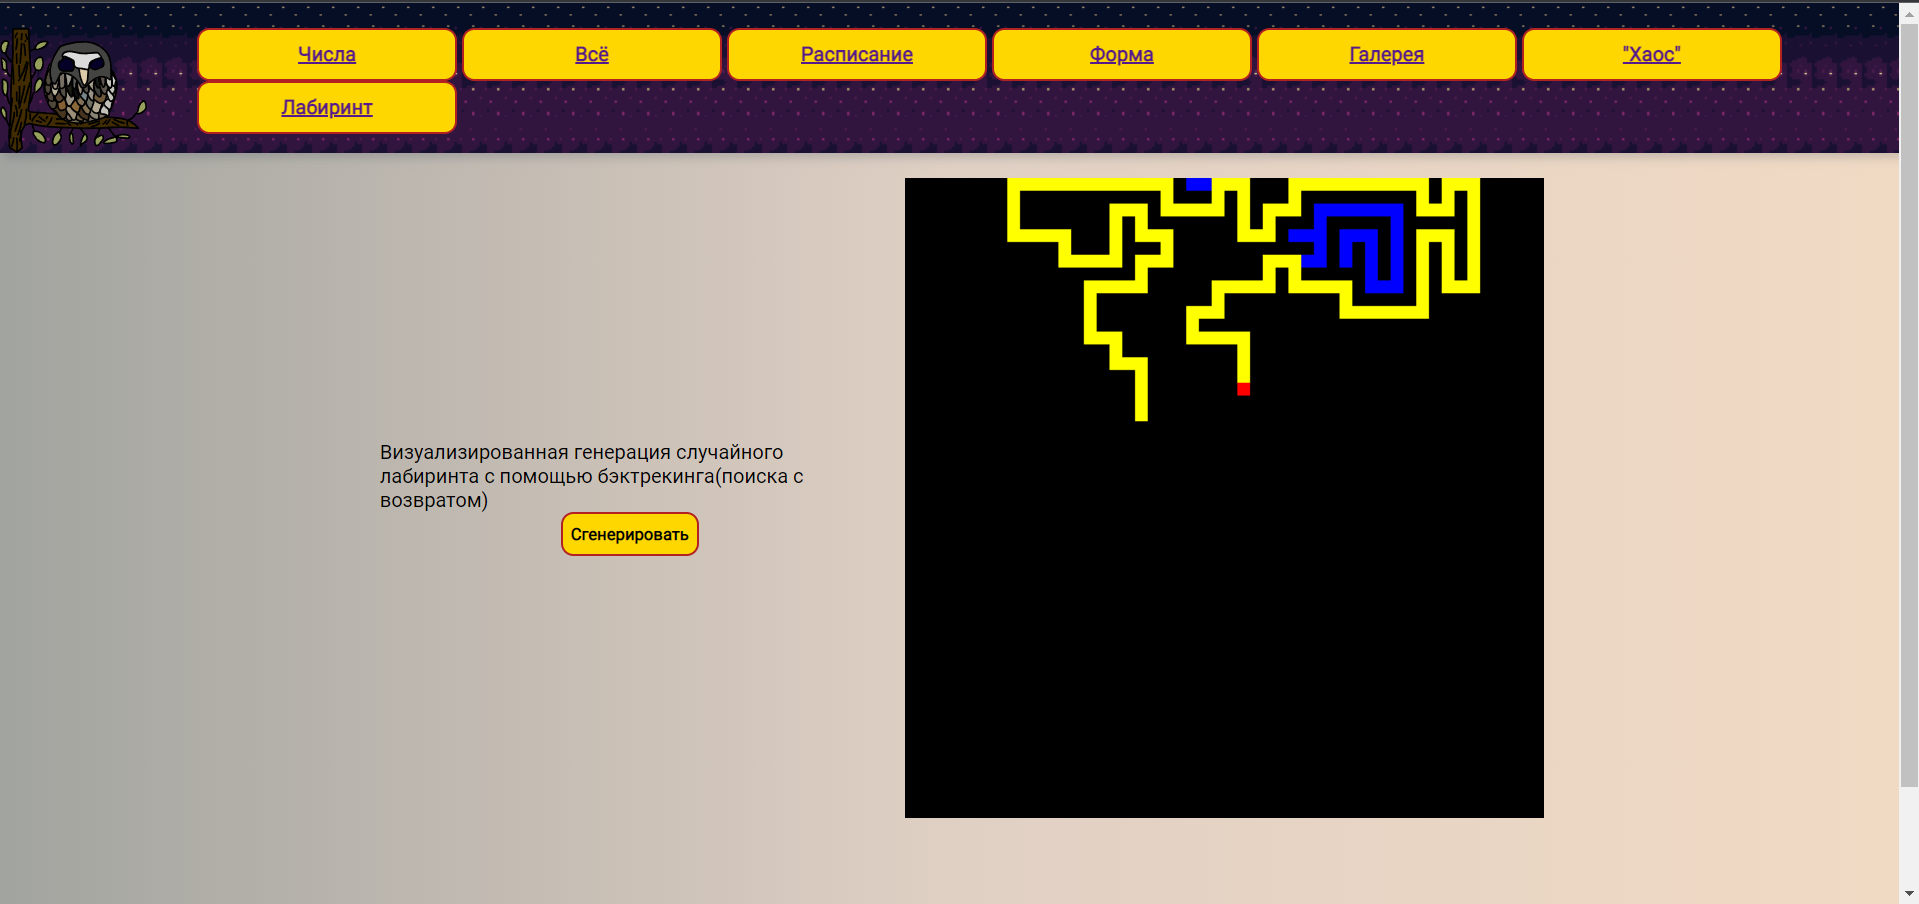 Числа
Всё
Расписание
Форма
Галерея
"Хаос"
Лабиринт
Визуализированная генерация случайного
лабиринта с помощью бэктрекинга(поиска с
возвратом)
Сгенерировать